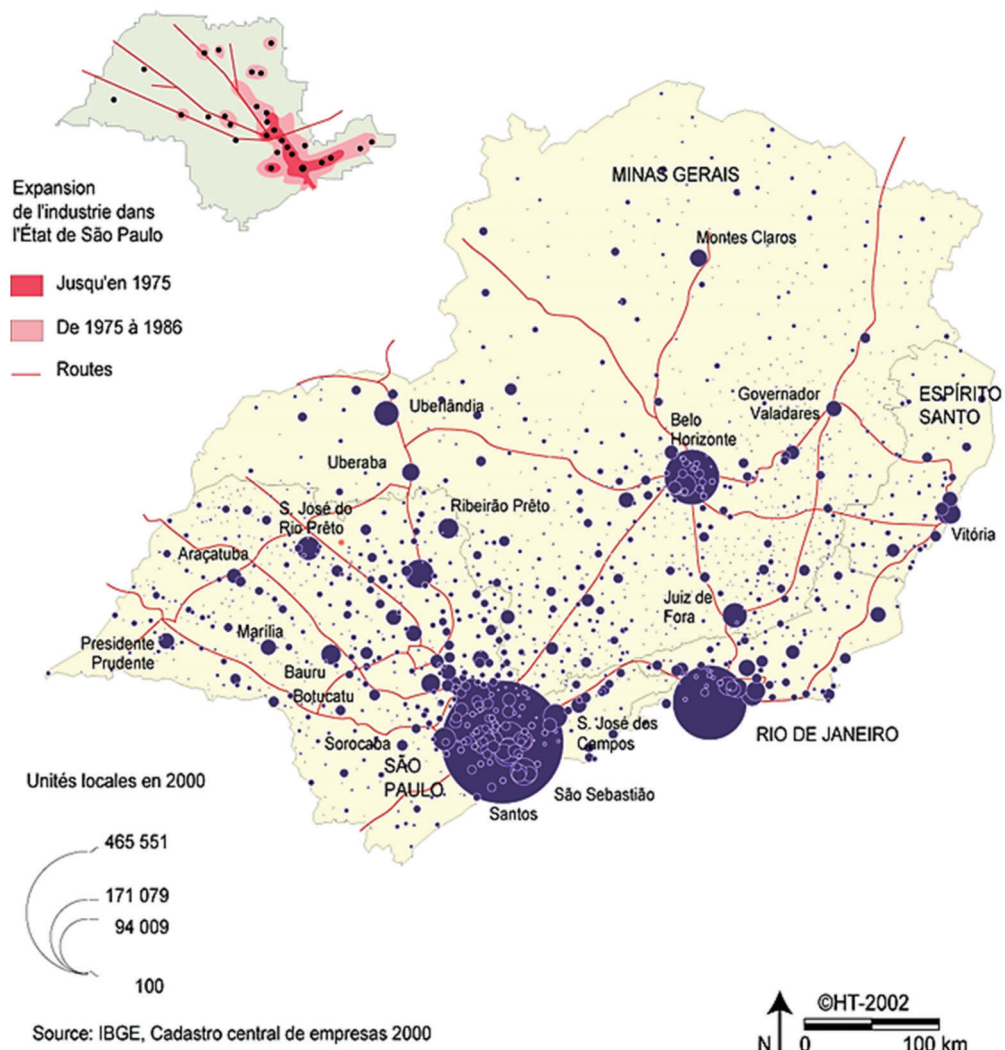 Expansion
de l'industrie dans
l'État de São Paulo
Jusqu'en 1975
De 1975 à 1986
Routes
MINAS GERAIS
Montes Claros
Governador
Valadares
ESPÍRITO
SANTO
Belo
Horizonte
Uberlândia
Uberaba
S. José do
Rio Prêto
Ribeirão Prêto
Araçatuba
Vitória
Juiz de
Fora
Presidente
Prudente
Marília
Bauru
Botucatu
Sorocaba
SÃO
PAULO
S. José dos
Campos
RIO DE JANEIRO
São Sebastião
Santos
Unités locales en 2000
465 551
171 079
94 009
100
Source: IBGE, Cadastro central de empresas 2000
©HT-2002
N
0 100 km